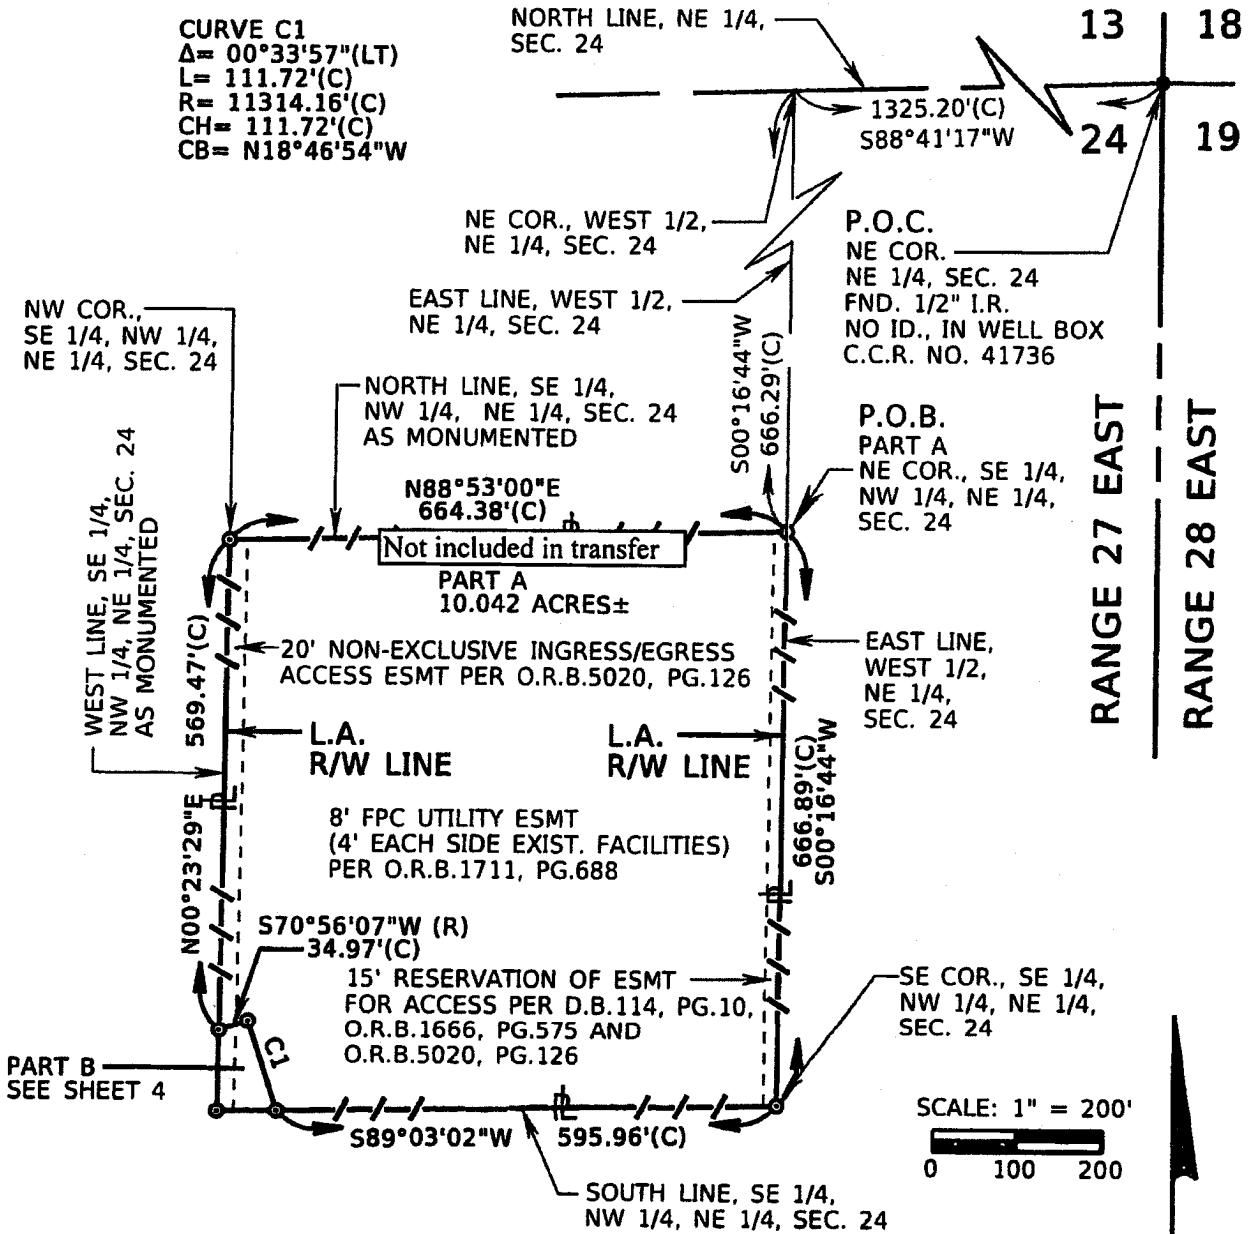 CURVE C1
Δ= 00°33'57"(LT)
L= 111.72'(C)
R= 11314.16'(C)
CH= 111.72'(C)
CB= N18°46'54"W
NORTH LINE, NE 1/4,
SEC. 24
13
18
24
19
1325.20'(C)
S88°41'17"W
NE COR., WEST 1/2,
NE 1/4, SEC. 24
P.O.C.
NE COR.
NE 1/4, SEC. 24
FND. 1/2" I.R.
NO ID., IN WELL BOX
C.C.R. NO. 41736
EAST LINE, WEST 1/2,
NE 1/4, SEC. 24
NW COR.,
SE 1/4, NW 1/4,
NE 1/4, SEC. 24
S00°16'44"W
666.29'(C)
NORTH LINE, SE 1/4,
NW 1/4, NE 1/4, SEC. 24
AS MONUMENTED
P.O.B.
PART A
NE COR., SE 1/4,
NW 1/4, NE 1/4,
SEC. 24
RANGE 27 EAST
RANGE 28 EAST
WEST LINE, SE 1/4,
NW 1/4, NE 1/4, SEC. 24
AS MONUMENTED
N88°53'00"E
664.38'(C)
Not included in transfer
PART A
10.042 ACRES±
20' NON-EXCLUSIVE INGRESS/EGRESS
ACCESS ESMT PER O.R.B.5020, PG.126
EAST LINE,
WEST 1/2,
NE 1/4,
SEC. 24
569.47'(C)
N00°23'29"E
L.A.
R/W LINE
L.A.
R/W LINE
666.89'(C)
S00°16'44"W
8' FPC UTILITY ESMT
(4' EACH SIDE EXIST. FACILITIES)
PER O.R.B.1711, PG.688
S70°56'07"W (R)
34.97'(C)
15' RESERVATION OF ESMT
FOR ACCESS PER D.B.114, PG.10,
O.R.B.1666, PG.575 AND
O.R.B.5020, PG.126
SE COR., SE 1/4,
NW 1/4, NE 1/4,
SEC. 24
C1
PART B
SEE SHEET 4
S89°03'02"W
595.96'(C)
SCALE: 1" = 200'
0
100
200
SOUTH LINE, SE 1/4,
NW 1/4, NE 1/4, SEC. 24